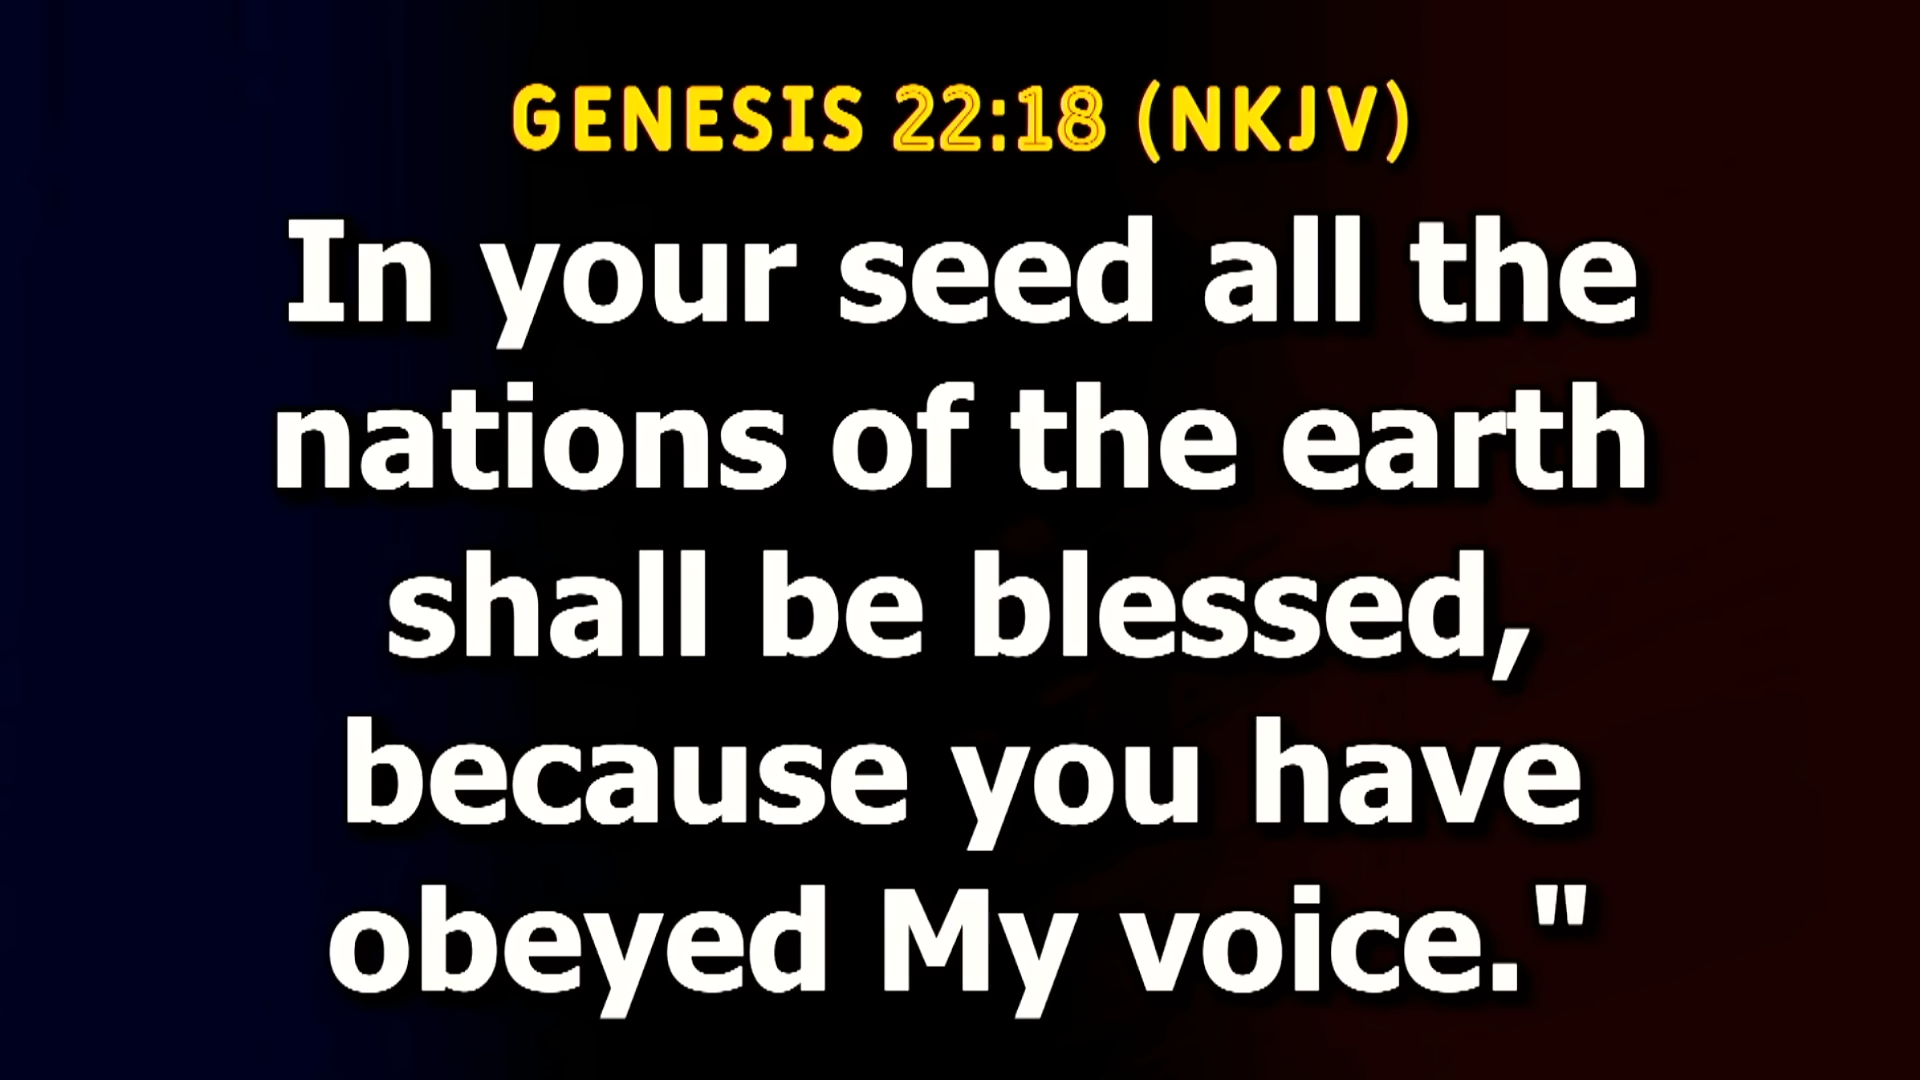 GENESIS 22:18 (NKJV)
In your seed all the
nations of the earth
shall be blessed,
because you have
obeyed My voice."